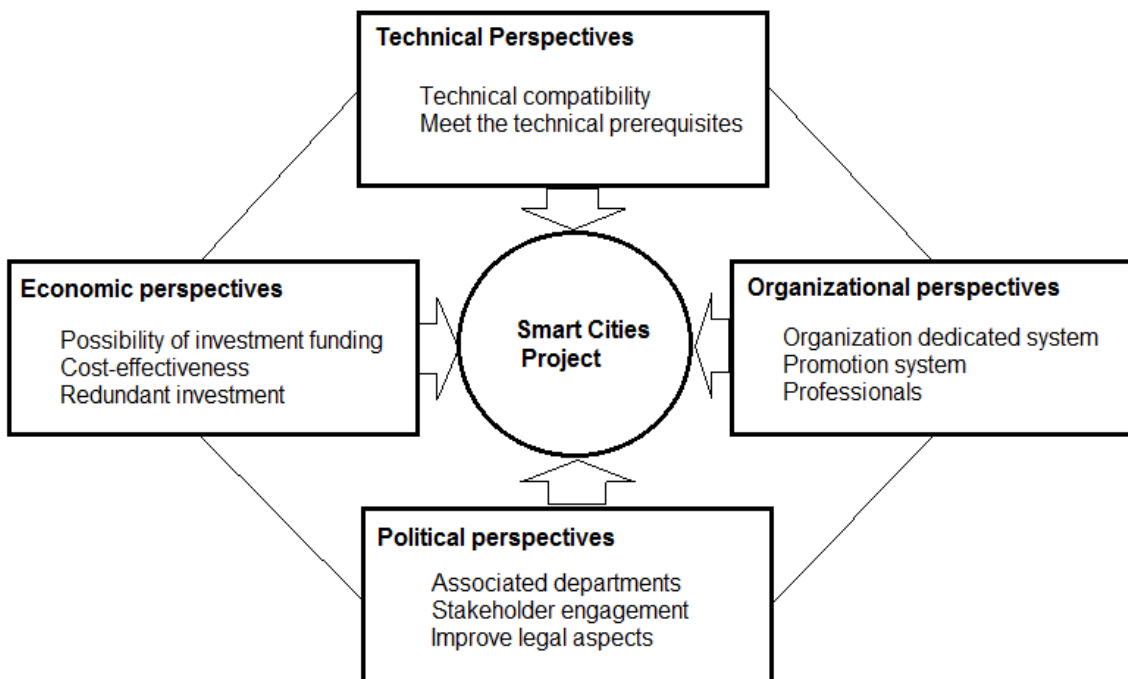 Technical Perspectives
Technical compatibility
Meet the technical prerequisites
Economic perspectives
Possibility of investment funding
Cost-effectiveness
Redundant investment
Smart Cities
Project
Organizational perspectives
Organization dedicated system
Promotion system
Professionals
Political perspectives
Associated departments
Stakeholder engagement
Improve legal aspects